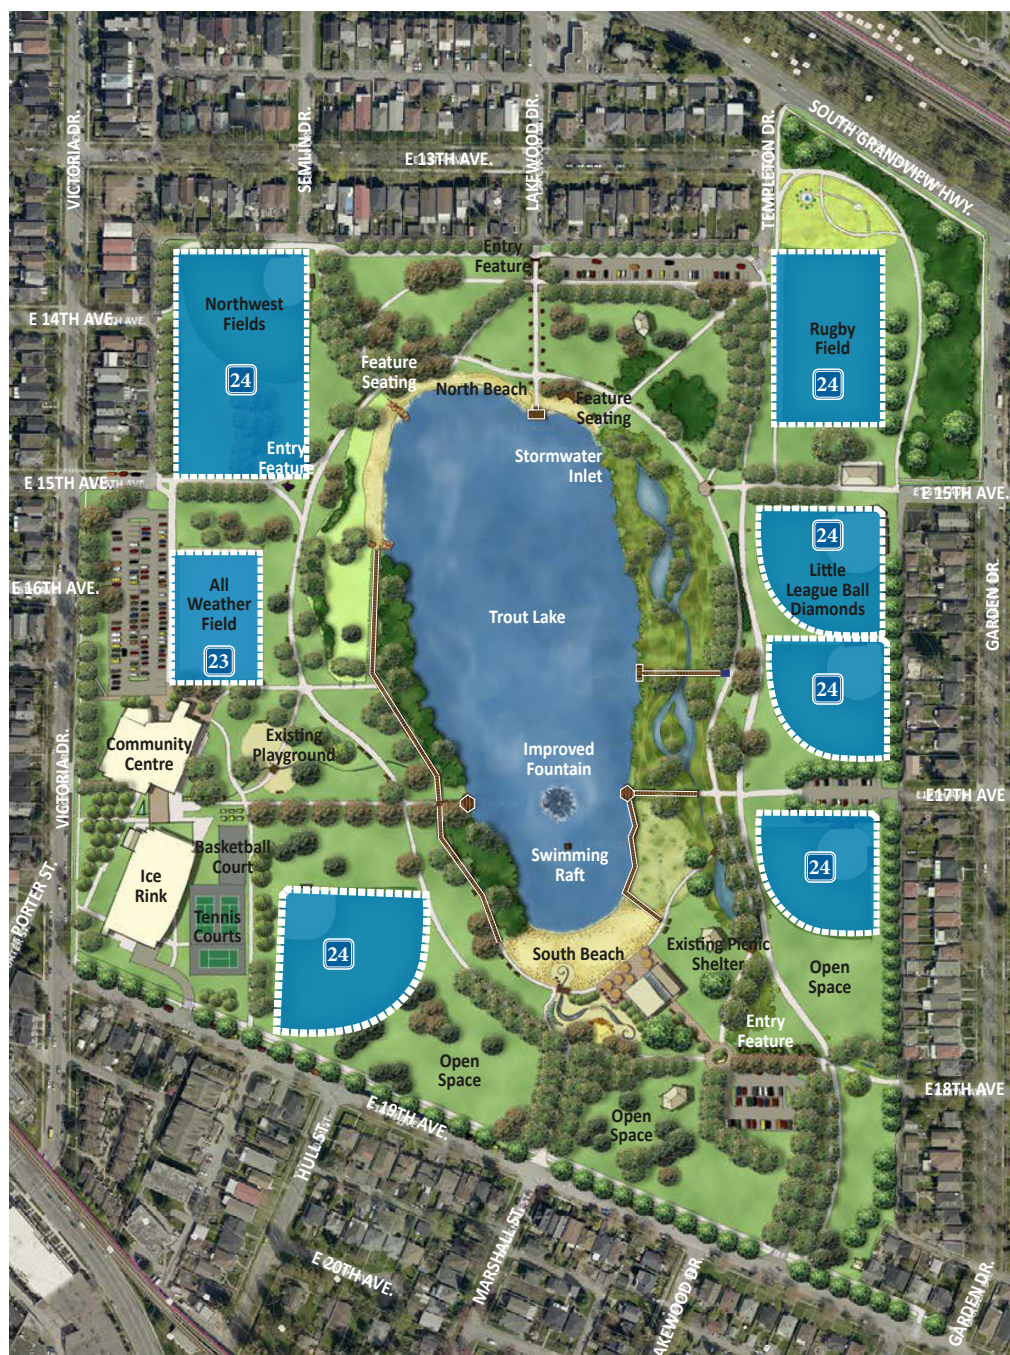 SOUTH GRANDVIEW HWY.
VICTORIA DR.
SEMLIN DR.
LAKEWOOD DR.
TEMPLETON DR.
E 13TH AVE.
Entry
Feature
Northwest
Fields
24
E 14TH AVE.
Rugby
Field
24
Feature
Seating
North Beach
Feature
Seating
Entry
Feature
Stormwater
Inlet
E 15TH AVE.
E 15TH AVE.
24
Little
League Ball
Diamonds
E 16TH AVE.
All
Weather
Field
23
GARDEN DR.
Trout Lake
24
Community
Centre
Existing
Playground
Improved
Fountain
VICTORIA DR.
E17TH AVE
Basketball
Court
Swimming
Raft
24
Ice
Rink
PORTER ST.
Tennis
Courts
24
South Beach
Existing Picnic
Shelter
Open
Space
Entry
Feature
Open
Space
E18TH AVE
E 19TH AVE.
Open
Space
HULL ST.
MARSHALL ST.
E 20TH AVE.
AKEWOOD DR.
GARDEN DR.